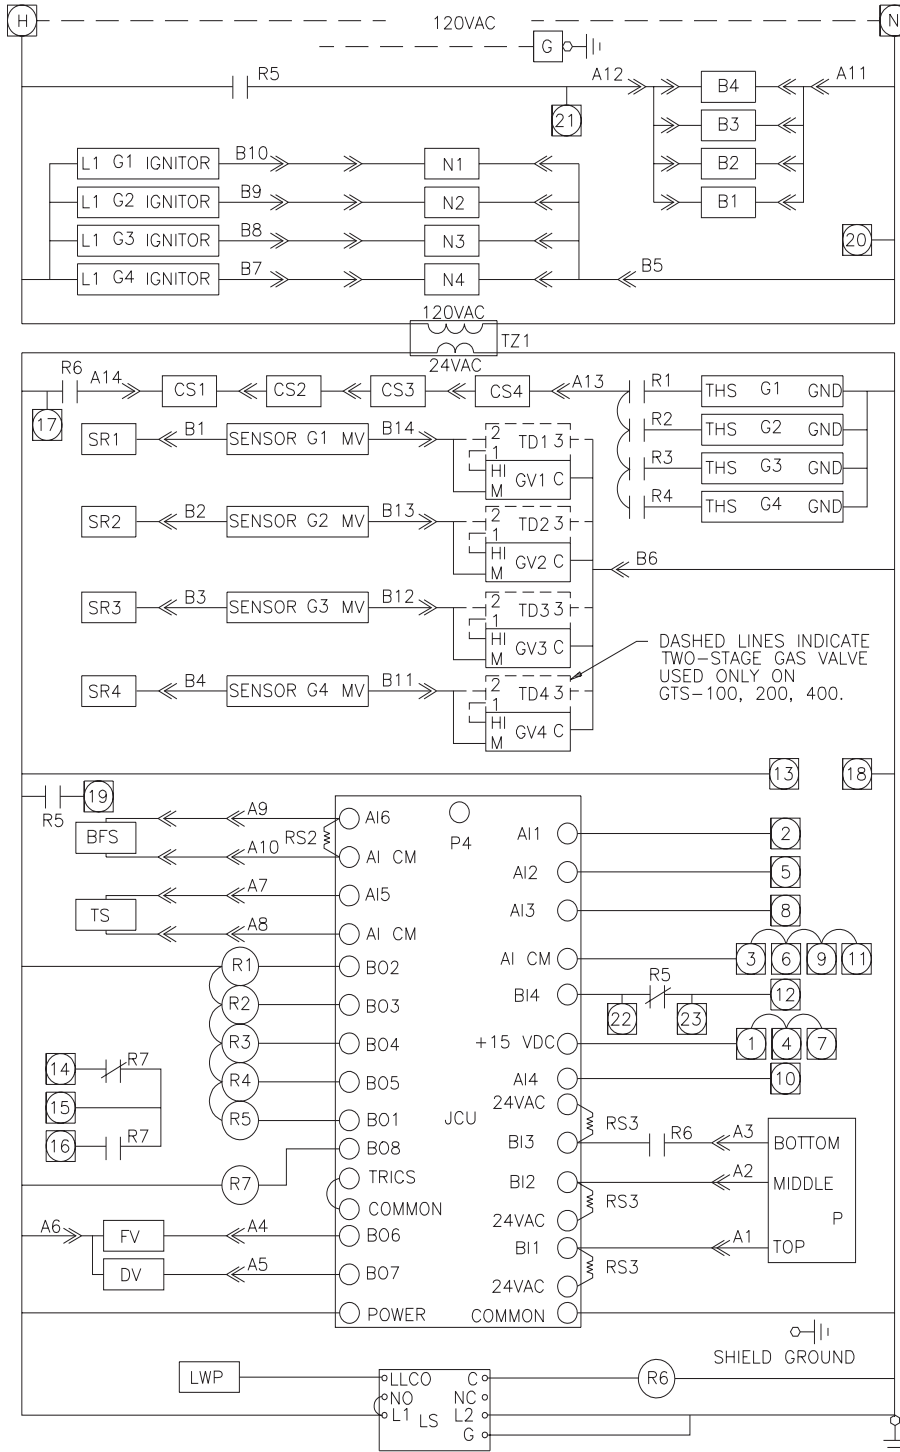 H 120VAC N
G
R5 A12 B4 A11
21 B3
L1 G1 IGNITOR B10 N1 B2
L1 G2 IGNITOR B9 N2 B1
L1 G3 IGNITOR B8 N3 20
L1 G4 IGNITOR B7 N4 B5
120VAC
TZ1
24VAC
R6 A14 CS1 CS2 CS3 CS4 A13 R1 THS G1 GND
17
SR1 B1 SENSOR G1 MV B14 2 TD1 3 R2 THS G2 GND
1
HI GV1 C R3 THS G3 GND
M
R4 THS G4 GND
SR2 B2 SENSOR G2 MV B13 2 TD2 3
1
HI GV2 C B6
M
SR3 B3 SENSOR G3 MV B12 2 TD3 3
1
HI GV3 C
M
DASHED LINES INDICATE
TWO-STAGE GAS VALVE
USED ONLY ON
GTS-100, 200, 400.
SR4 B4 SENSOR G4 MV B11 2 TD4 3
1
HI GV4 C
M
13 18
R5 19
BFS A9 AI6 P4 AI1 2
RS2
A10 AI CM AI2 5
TS A7 AI5 AI3 8
A8 AI CM AI CM 3 6 9 11
R1 BO2 BI4 22 R5 23 12
R2 BO3
R3 BO4 +15 VDC 1 4 7
14 R7 R4 BO5 AI4 10
15 R5 BO1 JCU 24VAC
RS3
16 R7 BO8 BI3 R6 A3 BOTTOM
R7 TRICS BI2 A2 MIDDLE
RS3
COMMON 24VAC P
A6 FV A4 BO6 BI1 A1 TOP
RS3
DV A5 BO7 24VAC
POWER COMMON
SHIELD GROUND
LWP LLCO C R6
NO NC
L1 LS L2
G